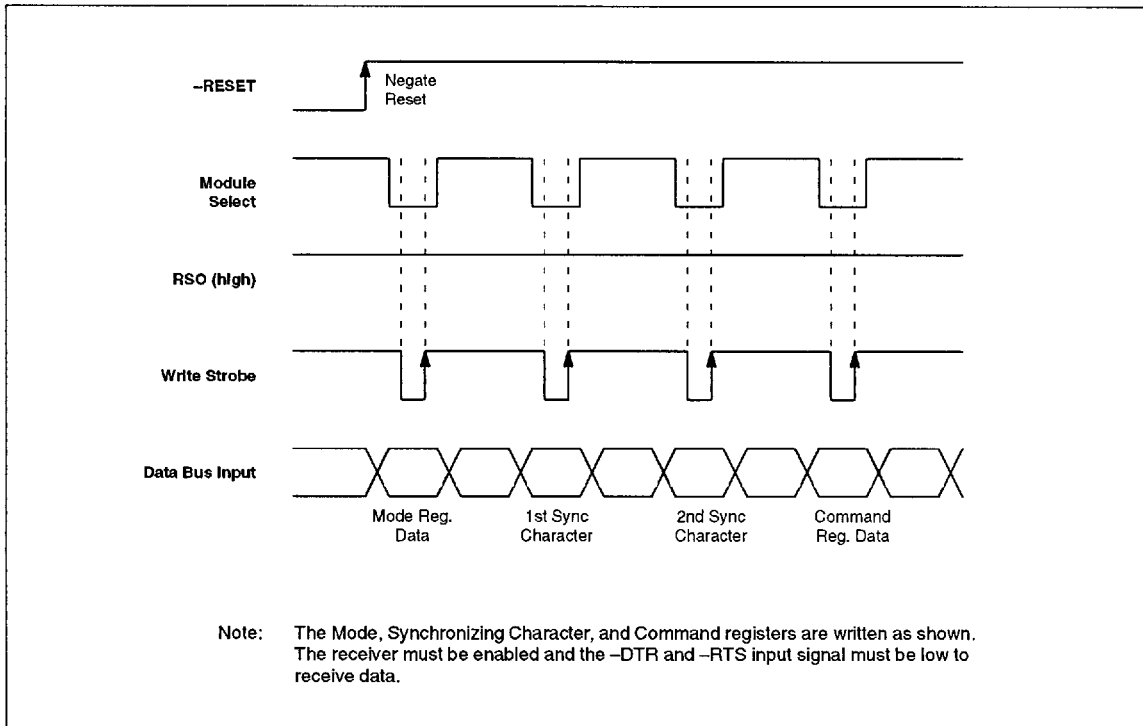 –RESET
Negate
Reset
Module
Select
RSO (high)
Write Strobe
Data Bus Input
Mode Reg.
Data
1st Sync
Character
2nd Sync
Character
Command
Reg. Data
Note: The Mode, Synchronizing Character, and Command registers are written as shown.
The receiver must be enabled and the –DTR and –RTS input signal must be low to
receive data.